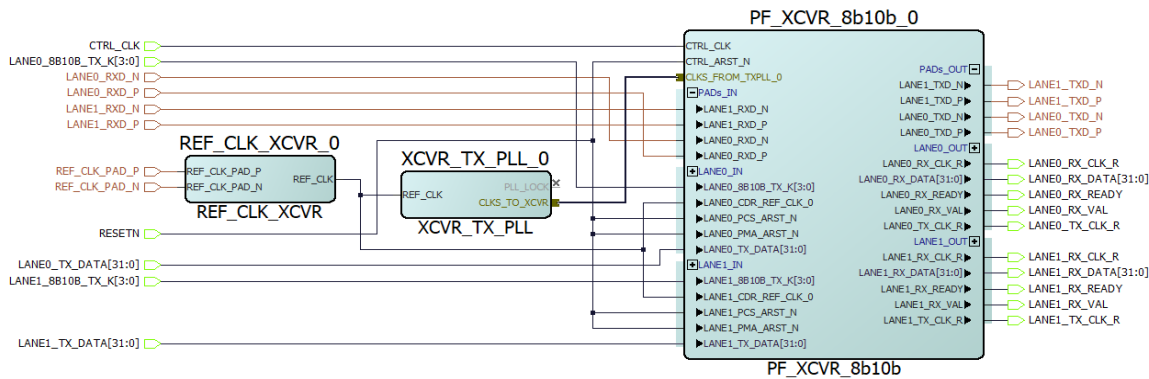 PF_XCVR_8b10b_0
CTRL_CLK
LANE0_8B10B_TX_K[3:0]
LANE0_RXD_N
LANE0_RXD_P
LANE1_RXD_N
LANE1_RXD_P
REF_CLK_PAD_P
REF_CLK_PAD_N
RESETN
LANE0_TX_DATA[31:0]
LANE1_8B10B_TX_K[3:0]
LANE1_TX_DATA[31:0]
REF_CLK_XCVR_0
REF_CLK_PAD_P
REF_CLK_PAD_N
REF_CLK
REF_CLK_XCVR
XCVR_TX_PLL_0
REF_CLK
PLL_LOCK
CLKS_TO_XCVR
XCVR_TX_PLL
CTRL_CLK
CTRL_ARST_N
CLKS_FROM_TXPLL_0
PADs_IN
LANE1_RXD_N
LANE1_RXD_P
LANE0_RXD_N
LANE0_RXD_P
LANE0_IN
LANE0_8B10B_TX_K[3:0]
LANE0_CDR_REF_CLK_0
LANE0_PCS_ARST_N
LANE0_PMA_ARST_N
LANE0_TX_DATA[31:0]
LANE1_IN
LANE1_8B10B_TX_K[3:0]
LANE1_CDR_REF_CLK_0
LANE1_PCS_ARST_N
LANE1_PMA_ARST_N
LANE1_TX_DATA[31:0]
PADs_OUT
LANE1_TXD_N
LANE1_TXD_P
LANE0_TXD_N
LANE0_TXD_P
LANE0_OUT
LANE0_RX_CLK_R
LANE0_RX_DATA[31:0]
LANE0_RX_READY
LANE0_RX_VAL
LANE0_TX_CLK_R
LANE1_OUT
LANE1_RX_CLK_R
LANE1_RX_DATA[31:0]
LANE1_RX_READY
LANE1_RX_VAL
LANE1_TX_CLK_R
PF_XCVR_8b10b
LANE1_TXD_N
LANE1_TXD_P
LANE0_TXD_N
LANE0_TXD_P
LANE0_RX_CLK_R
LANE0_RX_DATA[31:0]
LANE0_RX_READY
LANE0_RX_VAL
LANE0_TX_CLK_R
LANE1_RX_CLK_R
LANE1_RX_DATA[31:0]
LANE1_RX_READY
LANE1_RX_VAL
LANE1_TX_CLK_R